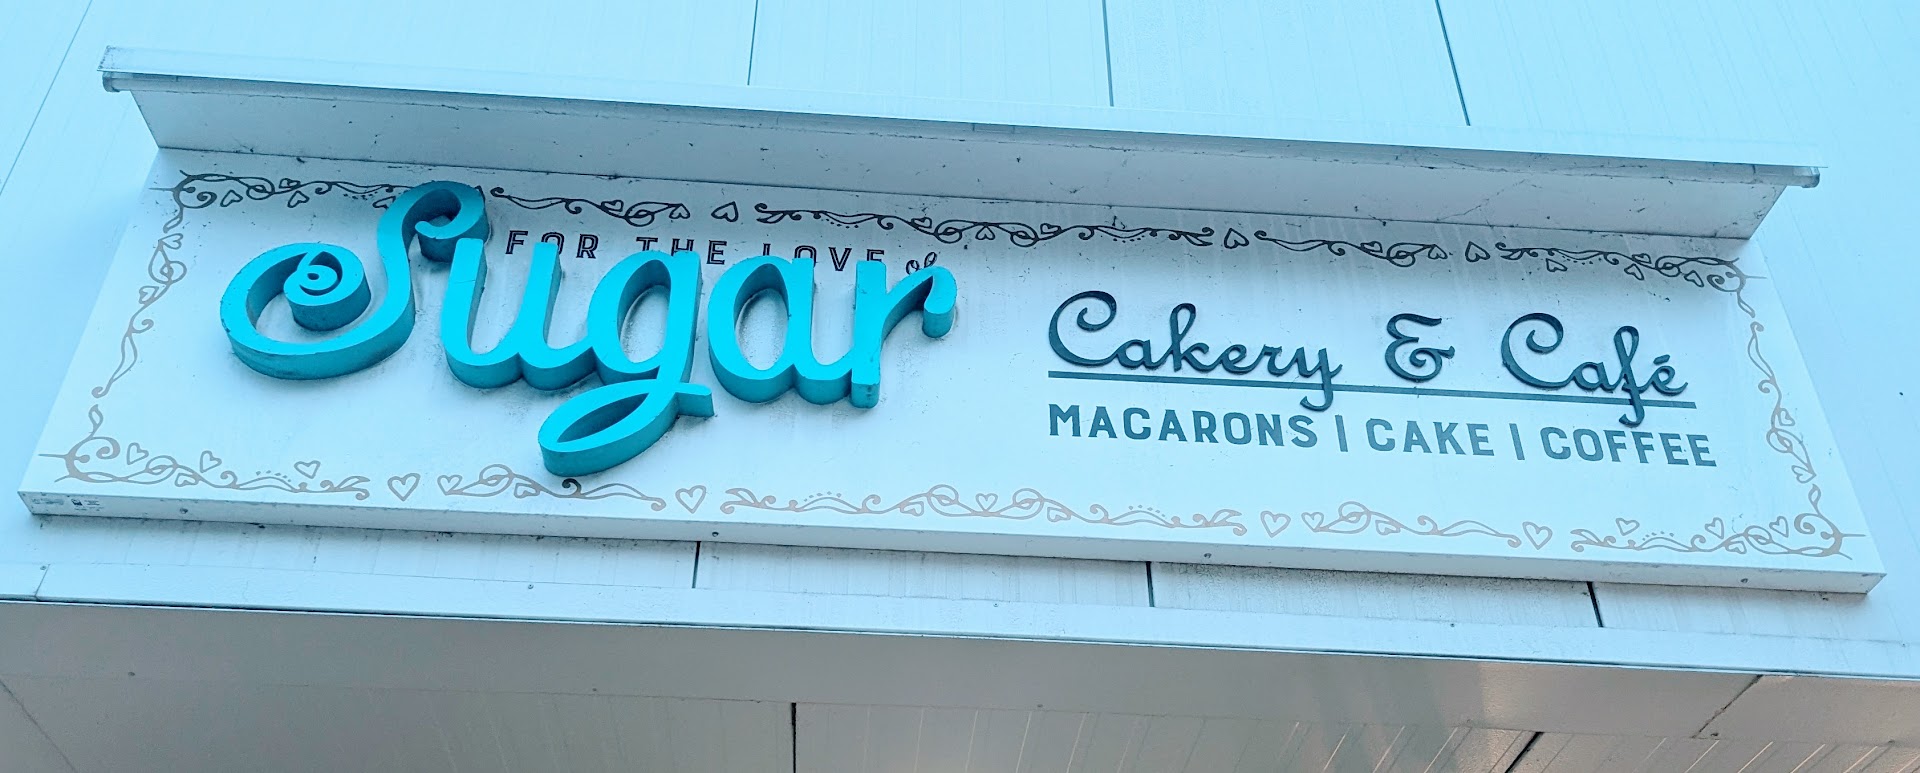 FOR THE LOVE of
Sugar
Cakery & Café
MACARONS | CAKE | COFFEE